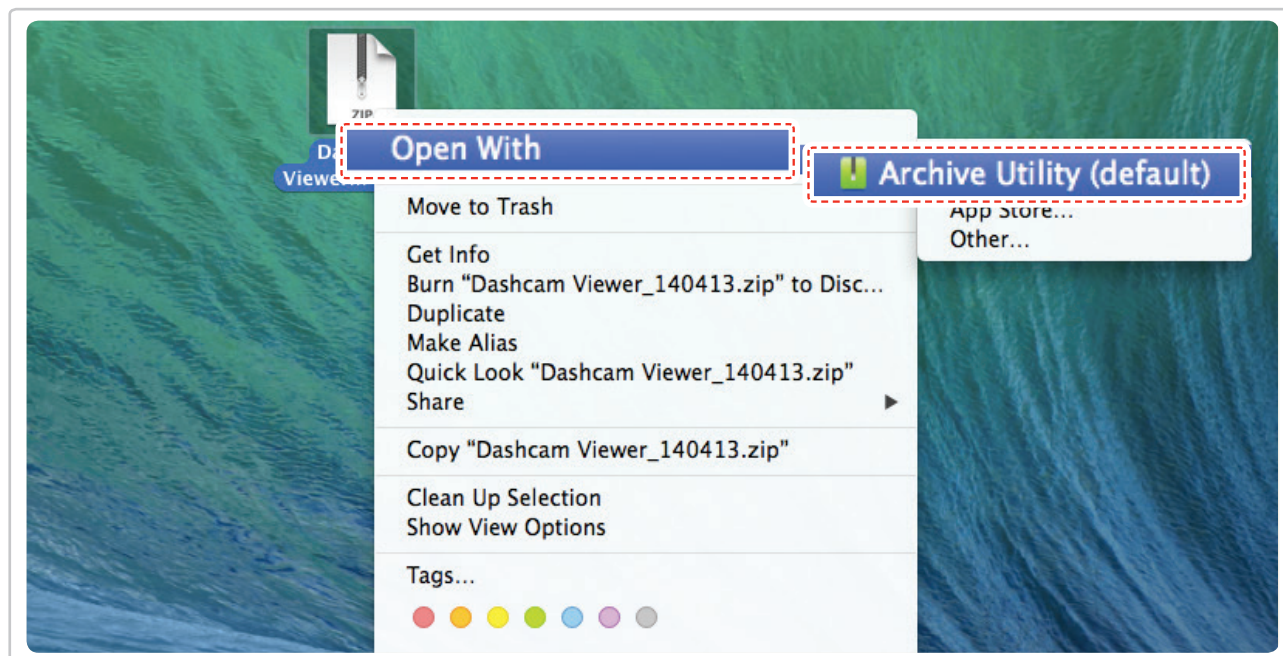 ZIP
Da
Viewer...
Open With
Archive Utility (default)
App Store...
Other...
Move to Trash
Get Info
Burn “Dashcam Viewer_140413.zip” to Disc...
Duplicate
Make Alias
Quick Look “Dashcam Viewer_140413.zip”
Share
Copy “Dashcam Viewer_140413.zip”
Clean Up Selection
Show View Options
Tags...